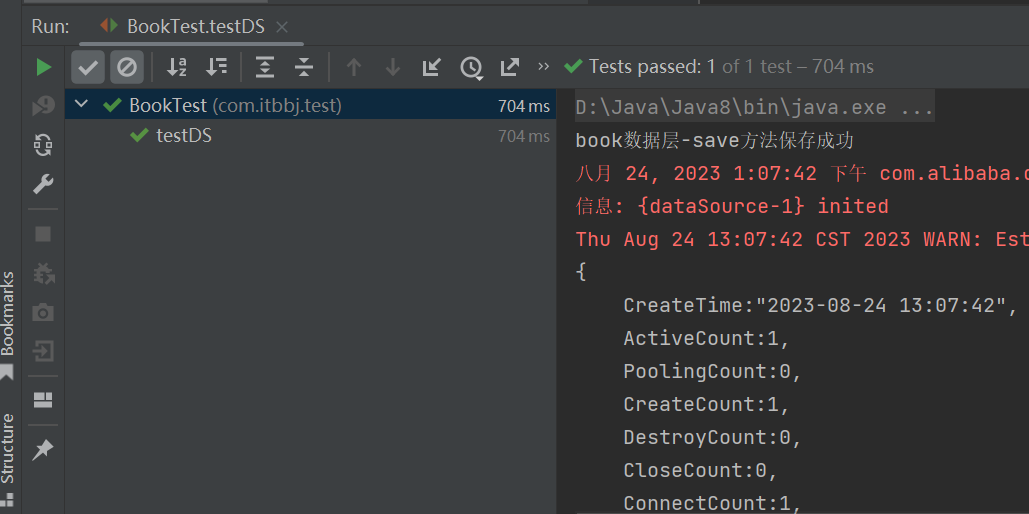 Run: BookTest.testDS
Tests passed: 1 of 1 test – 704 ms
BookTest (com.itbbj.test) 704 ms
testDS 704 ms
D:\Java\Java8\bin\java.exe ...
book数据层-save方法保存成功
八月 24, 2023 1:07:42 下午 com.alibaba.d
信息: {dataSource-1} inited
Thu Aug 24 13:07:42 CST 2023 WARN: Est
{
CreateTime:"2023-08-24 13:07:42",
ActiveCount:1,
PoolingCount:0,
CreateCount:1,
DestroyCount:0,
CloseCount:0,
ConnectCount:1,
Bookmarks
Structure